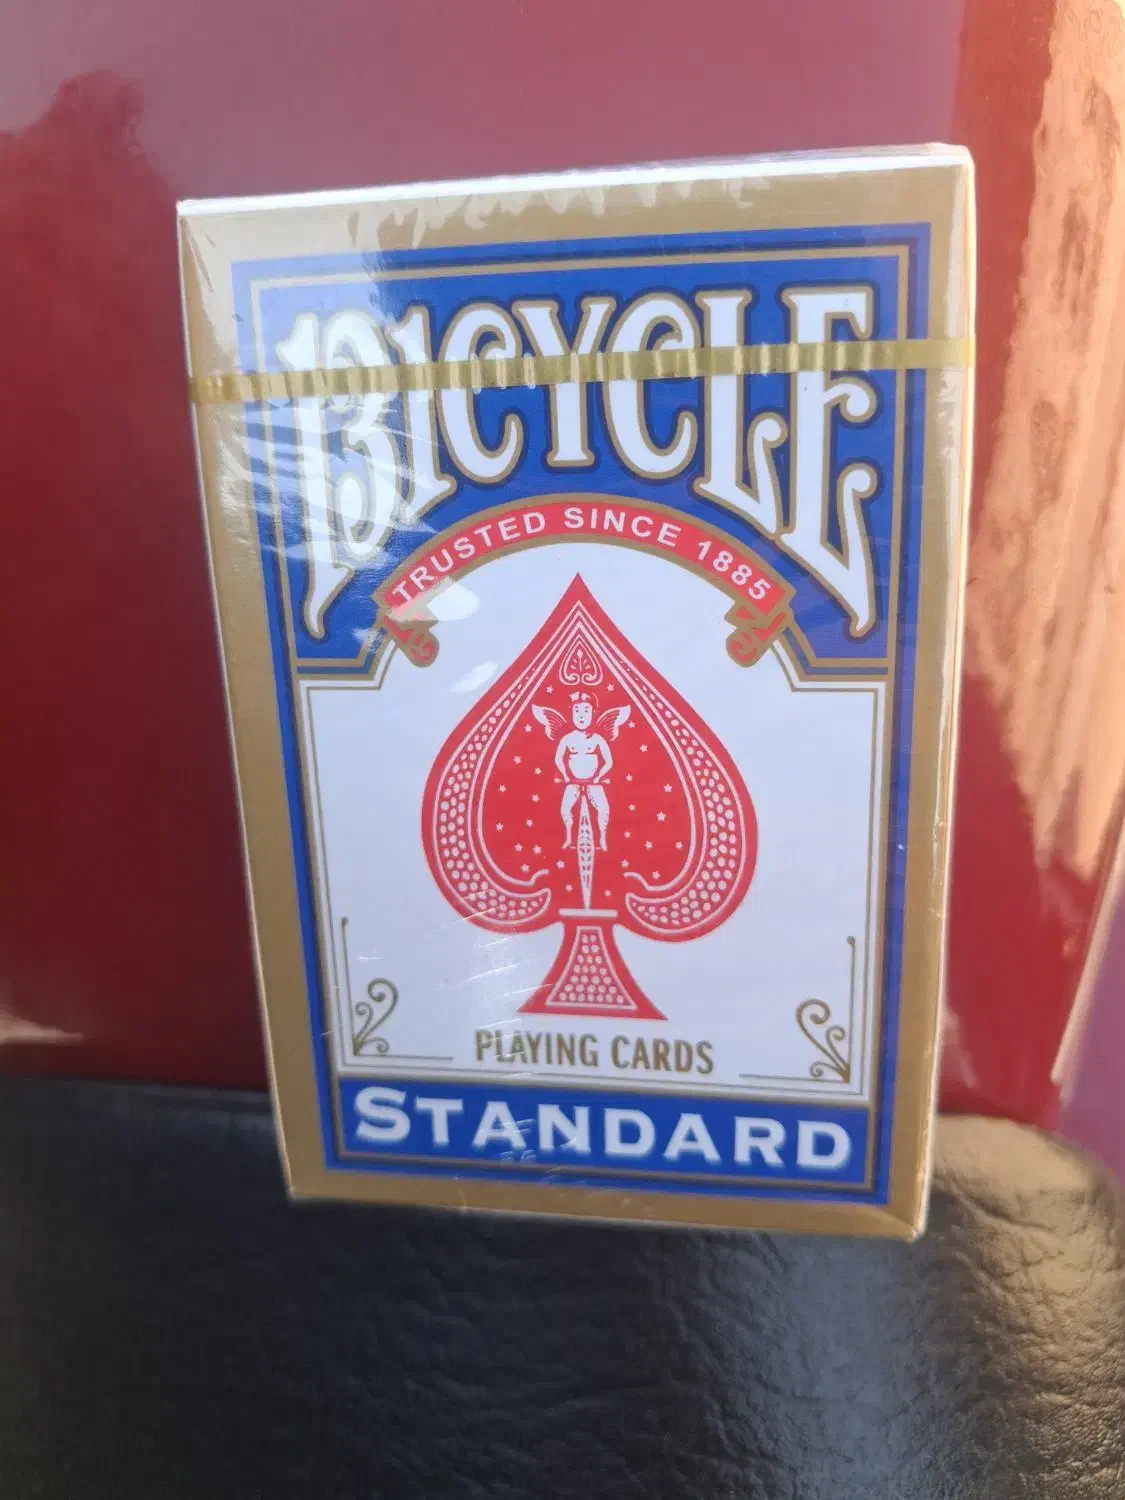 BICYCLE
TRUSTED SINCE 1885
PLAYING CARDS
STANDARD